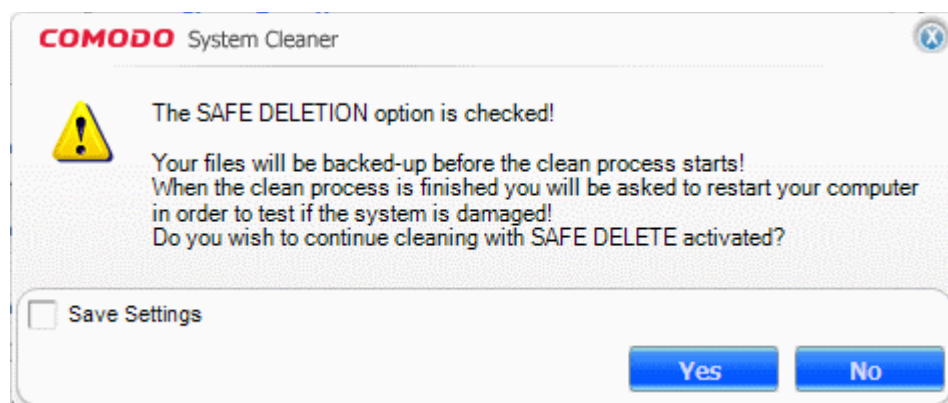 COMODO System Cleaner
The SAFE DELETION option is checked!
Your files will be backed-up before the clean process starts!
When the clean process is finished you will be asked to restart your computer
in order to test if the system is damaged!
Do you wish to continue cleaning with SAFE DELETE activated?
Save Settings
Yes No